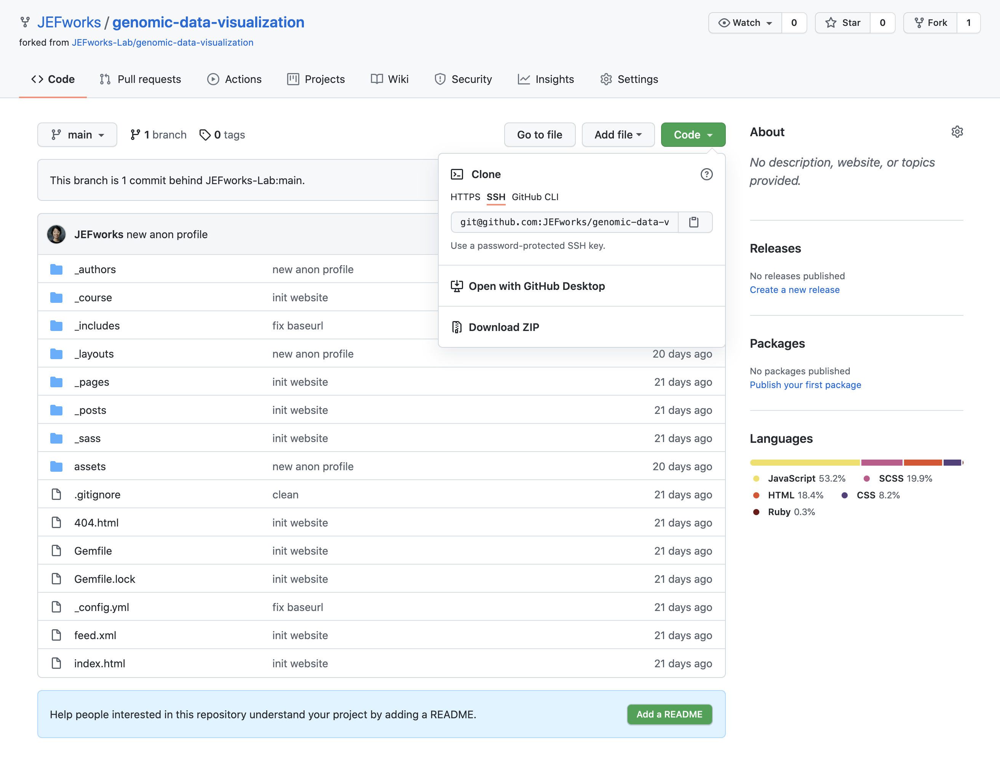 JEFworks / genomic-data-visualization
forked from JEFworks-Lab/genomic-data-visualization
Watch 0 Star 0 Fork 1
Code Pull requests Actions Projects Wiki Security Insights Settings
main 1 branch 0 tags Go to file Add file Code
This branch is 1 commit behind JEFworks-Lab:main.
Clone
HTTPS SSH GitHub CLI
git@github.com:JEFworks/genomic-data-v
Use a password-protected SSH key.
Open with GitHub Desktop
Download ZIP
JEFworks new anon profile
_authors new anon profile
_course init website
_includes fix baseurl
_layouts new anon profile 20 days ago
_pages init website 21 days ago
_posts init website 21 days ago
_sass init website 21 days ago
assets new anon profile 20 days ago
.gitignore clean 21 days ago
404.html init website 21 days ago
Gemfile init website 21 days ago
Gemfile.lock init website 21 days ago
_config.yml fix baseurl 21 days ago
feed.xml init website 21 days ago
index.html init website 21 days ago
Help people interested in this repository understand your project by adding a README. Add a README
About
No description, website, or topics
provided.
Releases
No releases published
Create a new release
Packages
No packages published
Publish your first package
Languages
JavaScript 53.2% SCSS 19.9%
HTML 18.4% CSS 8.2%
Ruby 0.3%